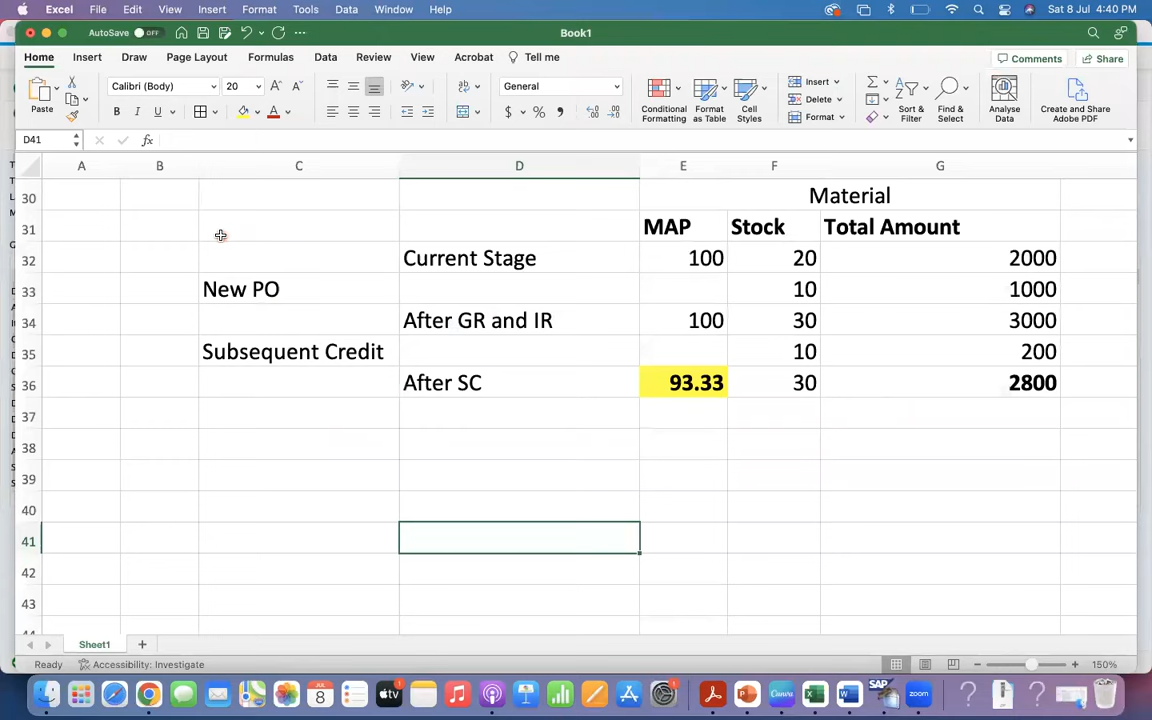 Excel File Edit View Insert Format Tools Data Window Help Sat 8 Jul 4:40 PM
AutoSave OFF Book1
Home Insert Draw Page Layout Formulas Data Review View Acrobat Tell me Comments Share
Paste Calibri (Body) 20 A A General Conditional Formatting Format as Table Cell Styles Insert Delete Format Sort & Filter Find & Select Analyse Data Create and Share Adobe PDF
B I U A $ %
D41 fx
A B C D E F G
30 Material
31 MAP Stock Total Amount
32 Current Stage 100 20 2000
33 New PO 10 1000
34 After GR and IR 100 30 3000
35 Subsequent Credit 10 200
36 After SC 93.33 30 2800
37
38
39
40
41
42
43
Sheet1 +
Ready Accessibility: Investigate 150%
8 tv SAP zoom